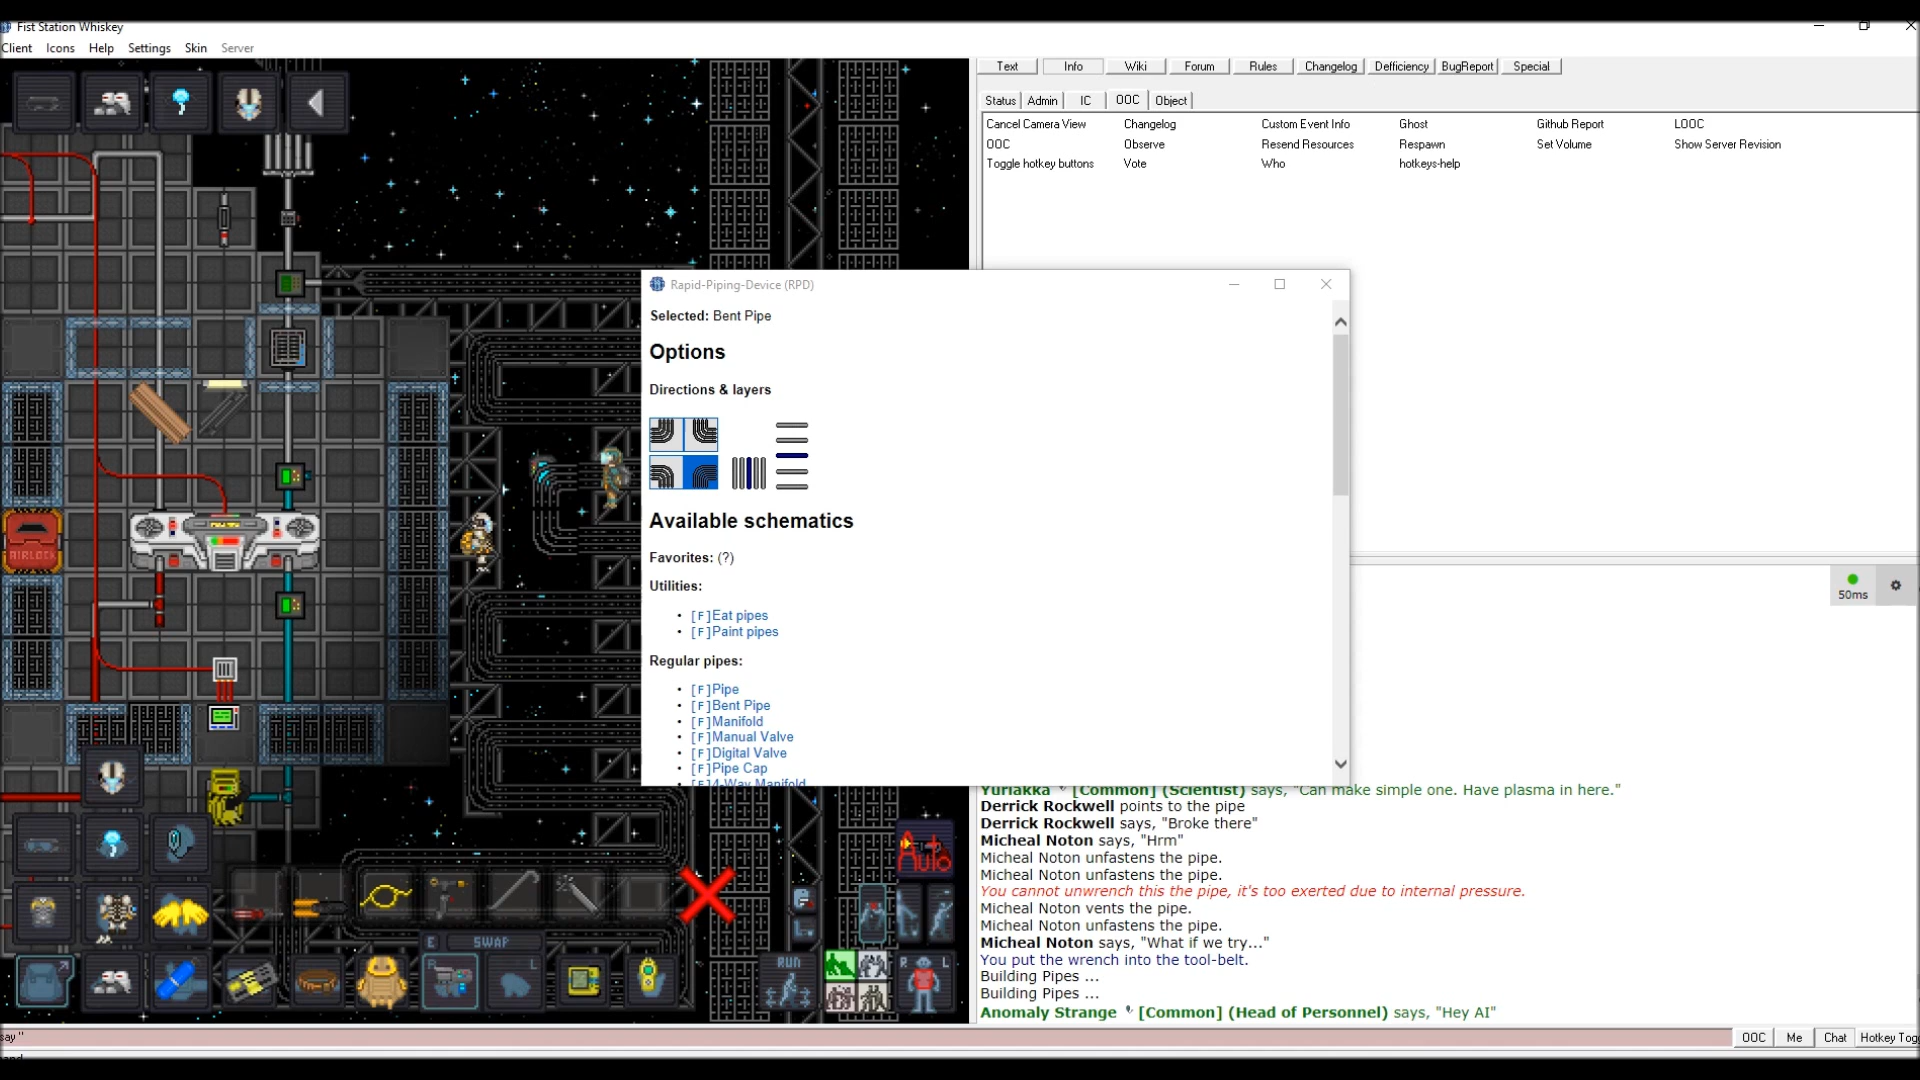 Fist Station Whiskey
Client Icons Help Settings Skin Server
Text Info Wiki Forum Rules Changelog Defficiency BugReport Special
Status Admin IC OOC Object
Cancel Camera View Changelog Custom Event Info Ghost Github Report LOOC
OOC Observe Resend Resources Respawn Set Volume Show Server Revision
Toggle hotkey buttons Vote Who hotkeys-help
Rapid-Piping-Device (RPD)
Selected: Bent Pipe
Options
Directions & layers
Available schematics
Favorites: (?)
Utilities:
• [F]Eat pipes
• [F]Paint pipes
Regular pipes:
• [F]Pipe
• [F]Bent Pipe
• [F]Manifold
• [F]Manual Valve
• [F]Digital Valve
• [F]Pipe Cap
• [F]4-Way Manifold
50ms
AIRLOCK
Auto
E SWAP
R L
RUN
R L
Yuriakka [Common] (Scientist) says, "Can make simple one. Have plasma in here."
Derrick Rockwell points to the pipe
Derrick Rockwell says, "Broke there"
Micheal Noton says, "Hrm"
Micheal Noton unfastens the pipe.
Micheal Noton unfastens the pipe.
You cannot unwrench this the pipe, it's too exerted due to internal pressure.
Micheal Noton vents the pipe.
Micheal Noton unfastens the pipe.
Micheal Noton says, "What if we try..."
You put the wrench into the tool-belt.
Building Pipes ...
Building Pipes ...
Anomaly Strange [Common] (Head of Personnel) says, "Hey AI"
say "
OOC Me Chat Hotkey Togg